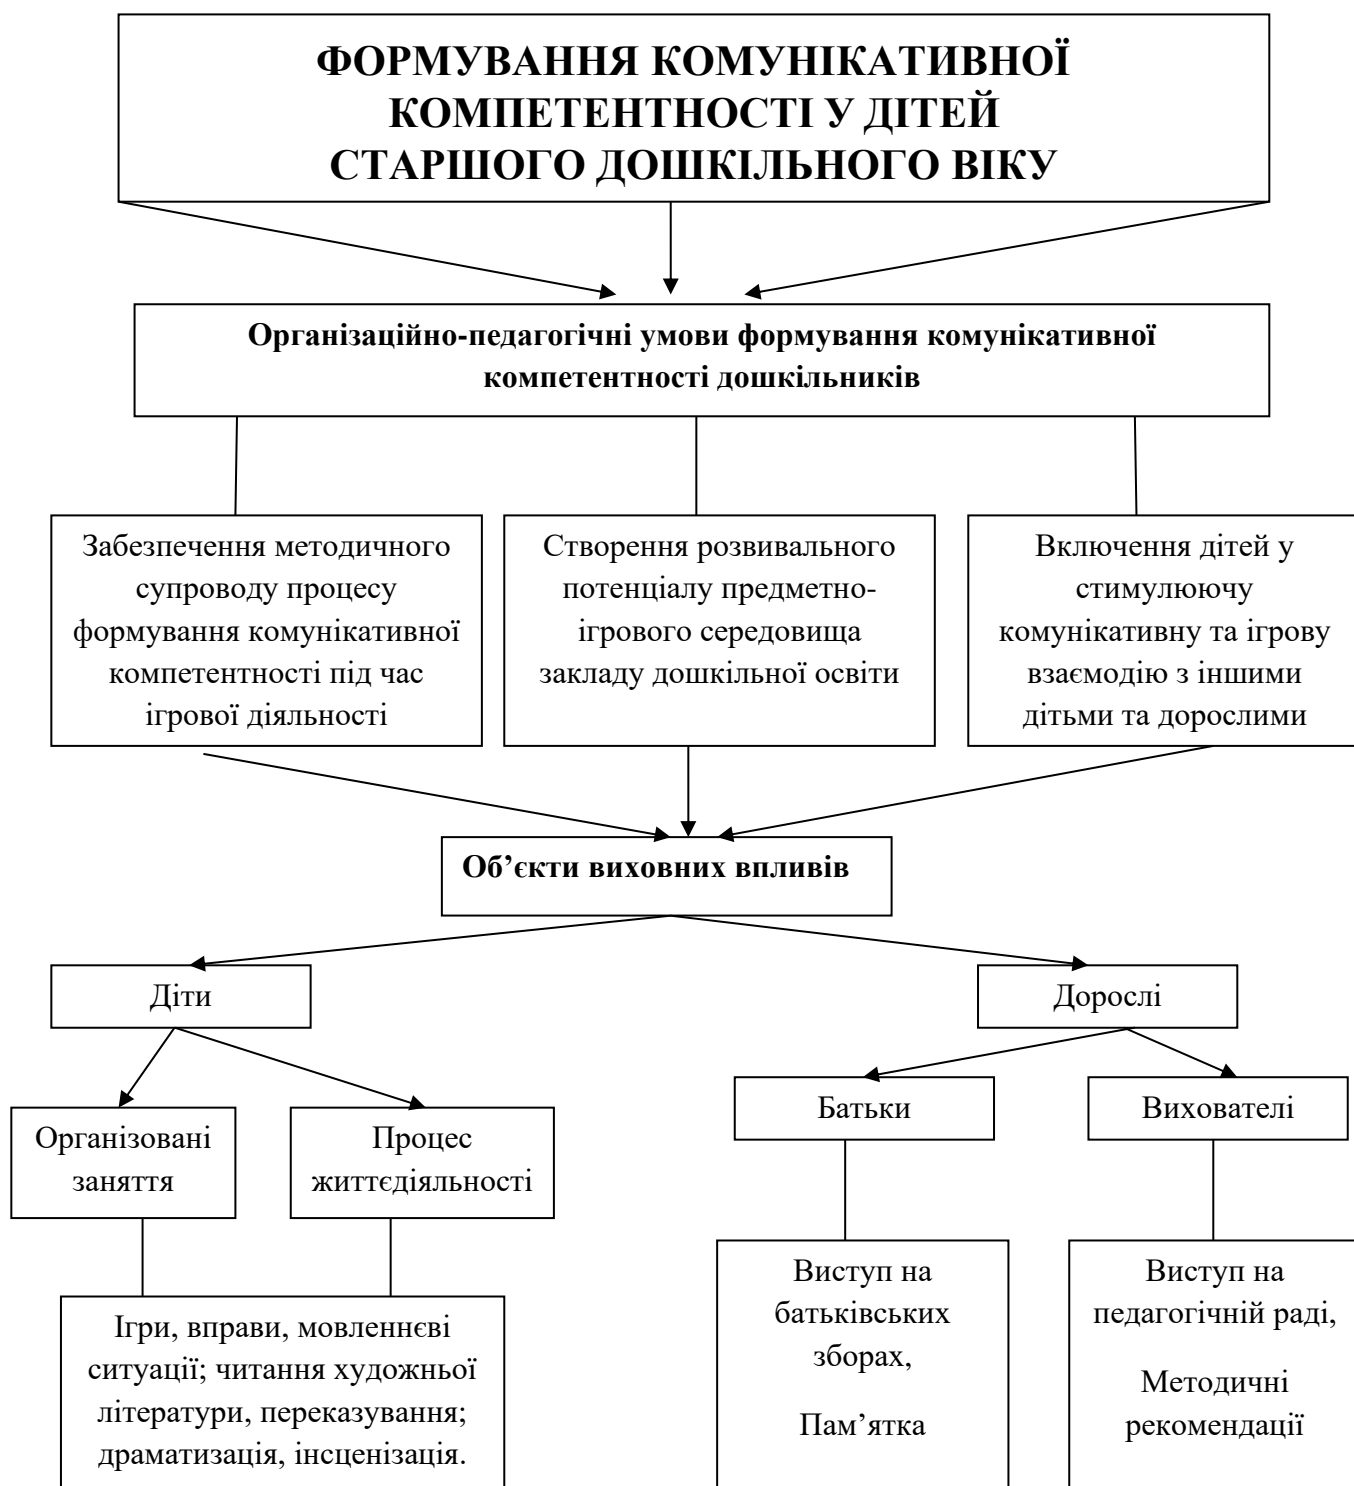 ФОРМУВАННЯ КОМУНІКАТИВНОЇ
КОМПЕТЕНТНОСТІ У ДІТЕЙ
СТАРШОГО ДОШКІЛЬНОГО ВІКУ
Організаційно-педагогічні умови формування комунікативної
компетентності дошкільників
Забезпечення методичного
супроводу процесу
формування комунікативної
компетентності під час
ігрової діяльності
Створення розвивального
потенціалу предметно-
ігрового середовища
закладу дошкільної освіти
Включення дітей у
стимулюючу
комунікативну та ігрову
взаємодію з іншими
дітьми та дорослими
Об’єкти виховних впливів
Діти
Дорослі
Організовані
заняття
Процес
життєдіяльності
Батьки
Вихователі
Ігри, вправи, мовленнєві
ситуації; читання художньої
літератури, переказування;
драматизація, інсценізація.
Виступ на
батьківських
зборах,
Пам’ятка
Виступ на
педагогічній раді,
Методичні
рекомендації